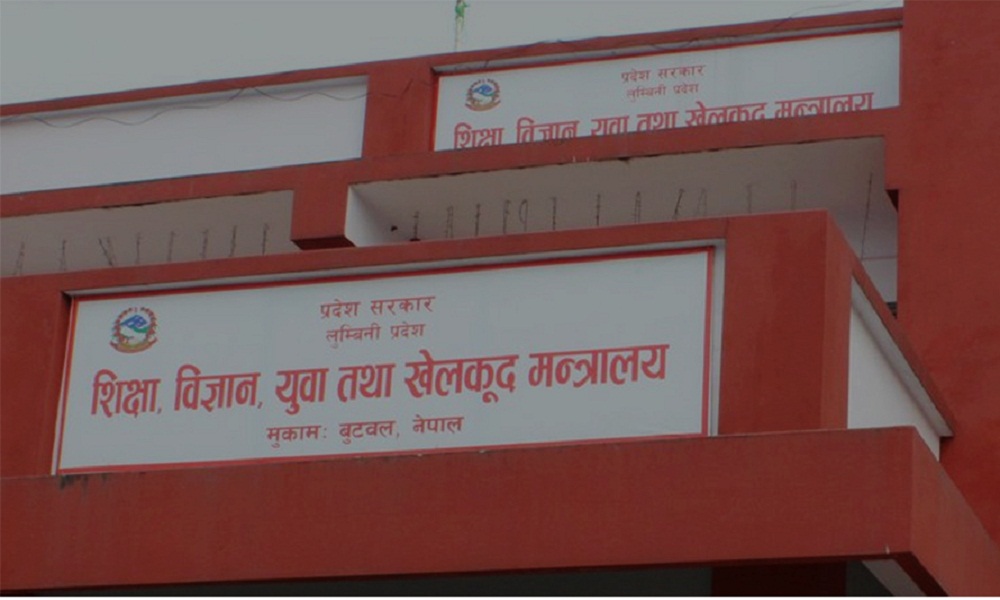 प्रदेश सरकार
लुम्बिनी प्रदेश
शिक्षा, विज्ञान, युवा तथा खेलकूद मन्त्रालय
प्रदेश सरकार
लुम्बिनी प्रदेश
शिक्षा, विज्ञान, युवा तथा खेलकूद मन्त्रालय
मुकामः बुटवल, नेपाल